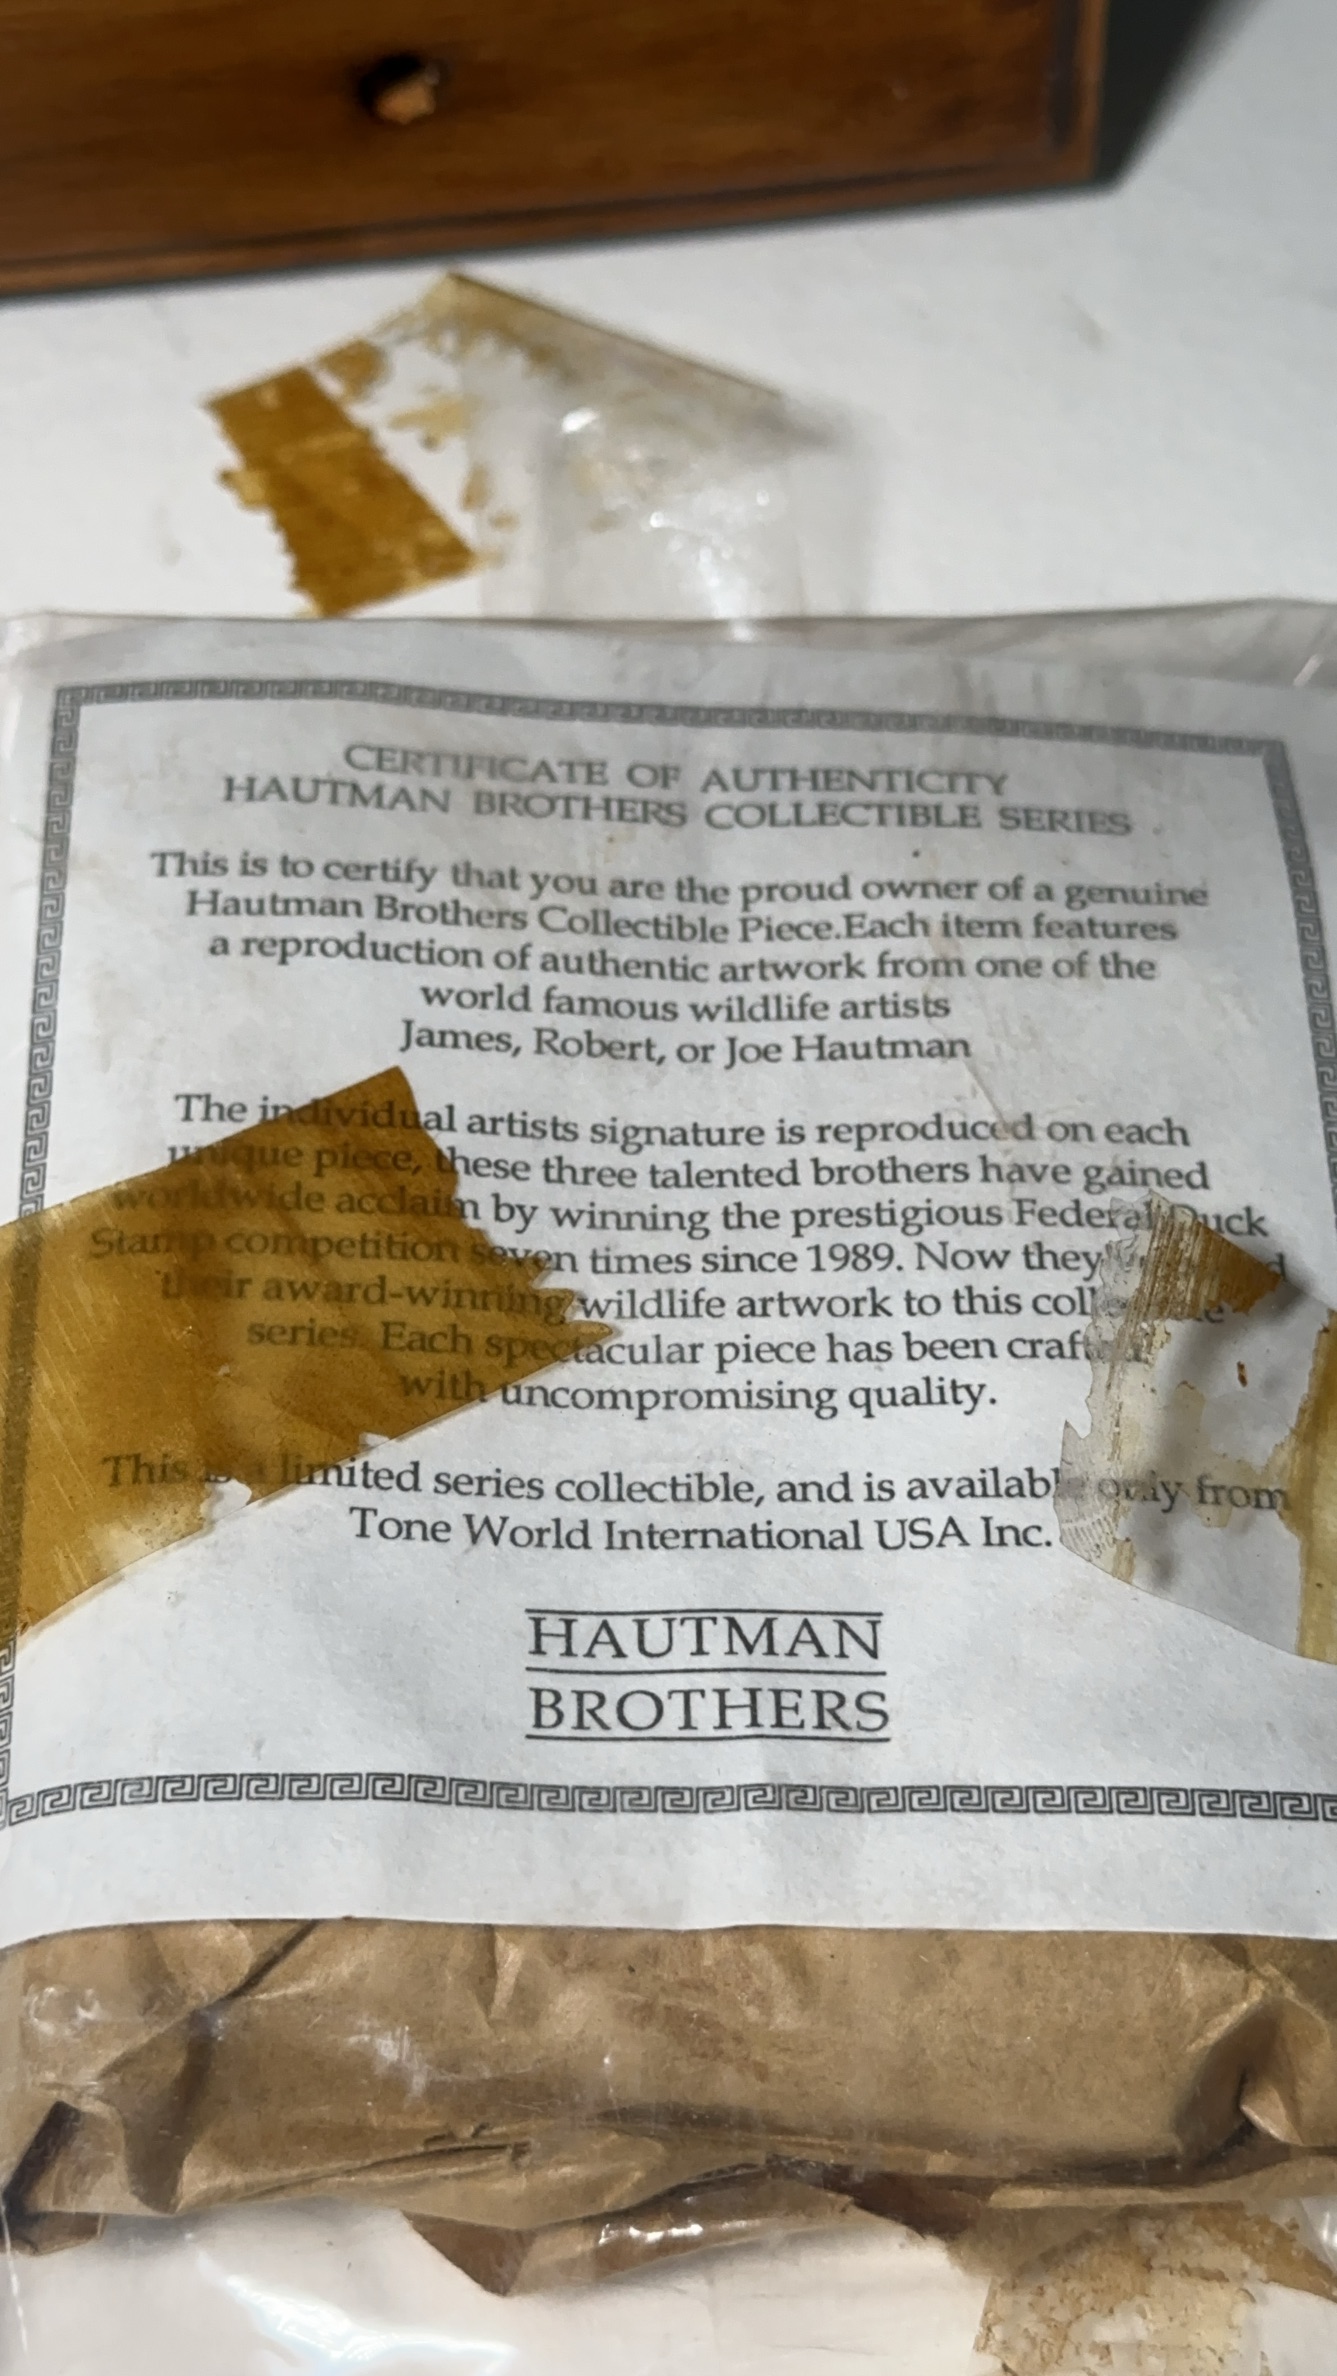 CERTIFICATE OF AUTHENTICITY
HAUTMAN BROTHERS COLLECTIBLE SERIES
This is to certify that you are the proud owner of a genuine
Hautman Brothers Collectible Piece.Each item features
a reproduction of authentic artwork from one of the
world famous wildlife artists
James, Robert, or Joe Hautman
The individual artists signature is reproduced on each
unique piece, these three talented brothers have gained
worldwide acclaim by winning the prestigious Federal Duck
Stamp competition seven times since 1989. Now they
their award-winning wildlife artwork to this collectible
series. Each spectacular piece has been crafted
with uncompromising quality.
This is a limited series collectible, and is available only from
Tone World International USA Inc.
HAUTMAN
BROTHERS